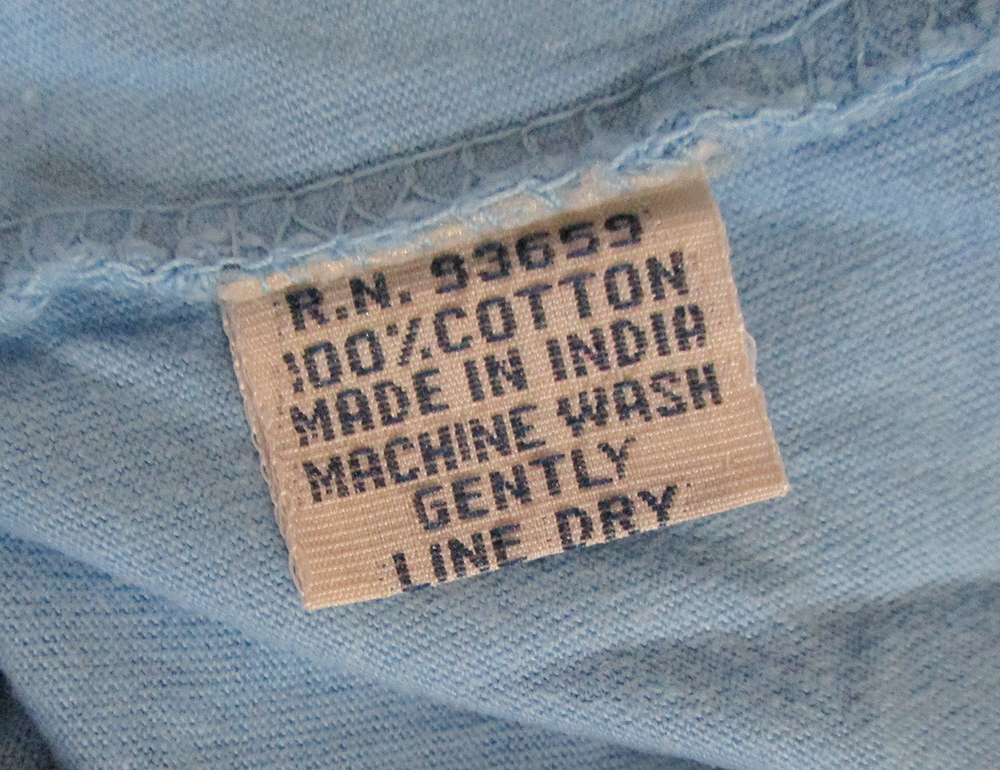 R.N. 93659
100% COTTON
MADE IN INDIA
MACHINE WASH
GENTLY
LINE DRY